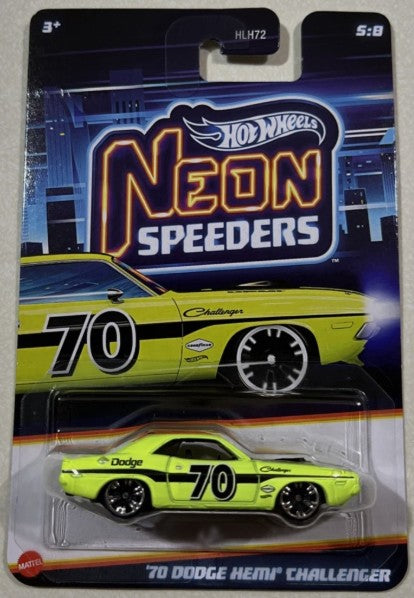 3+
HLH72
5:8
Hot Wheels
NEON
SPEEDERS
™
Challenger
70
GOODYEAR
Dodge
70
Challenger
MATTEL
'70 DODGE HEMI® CHALLENGER